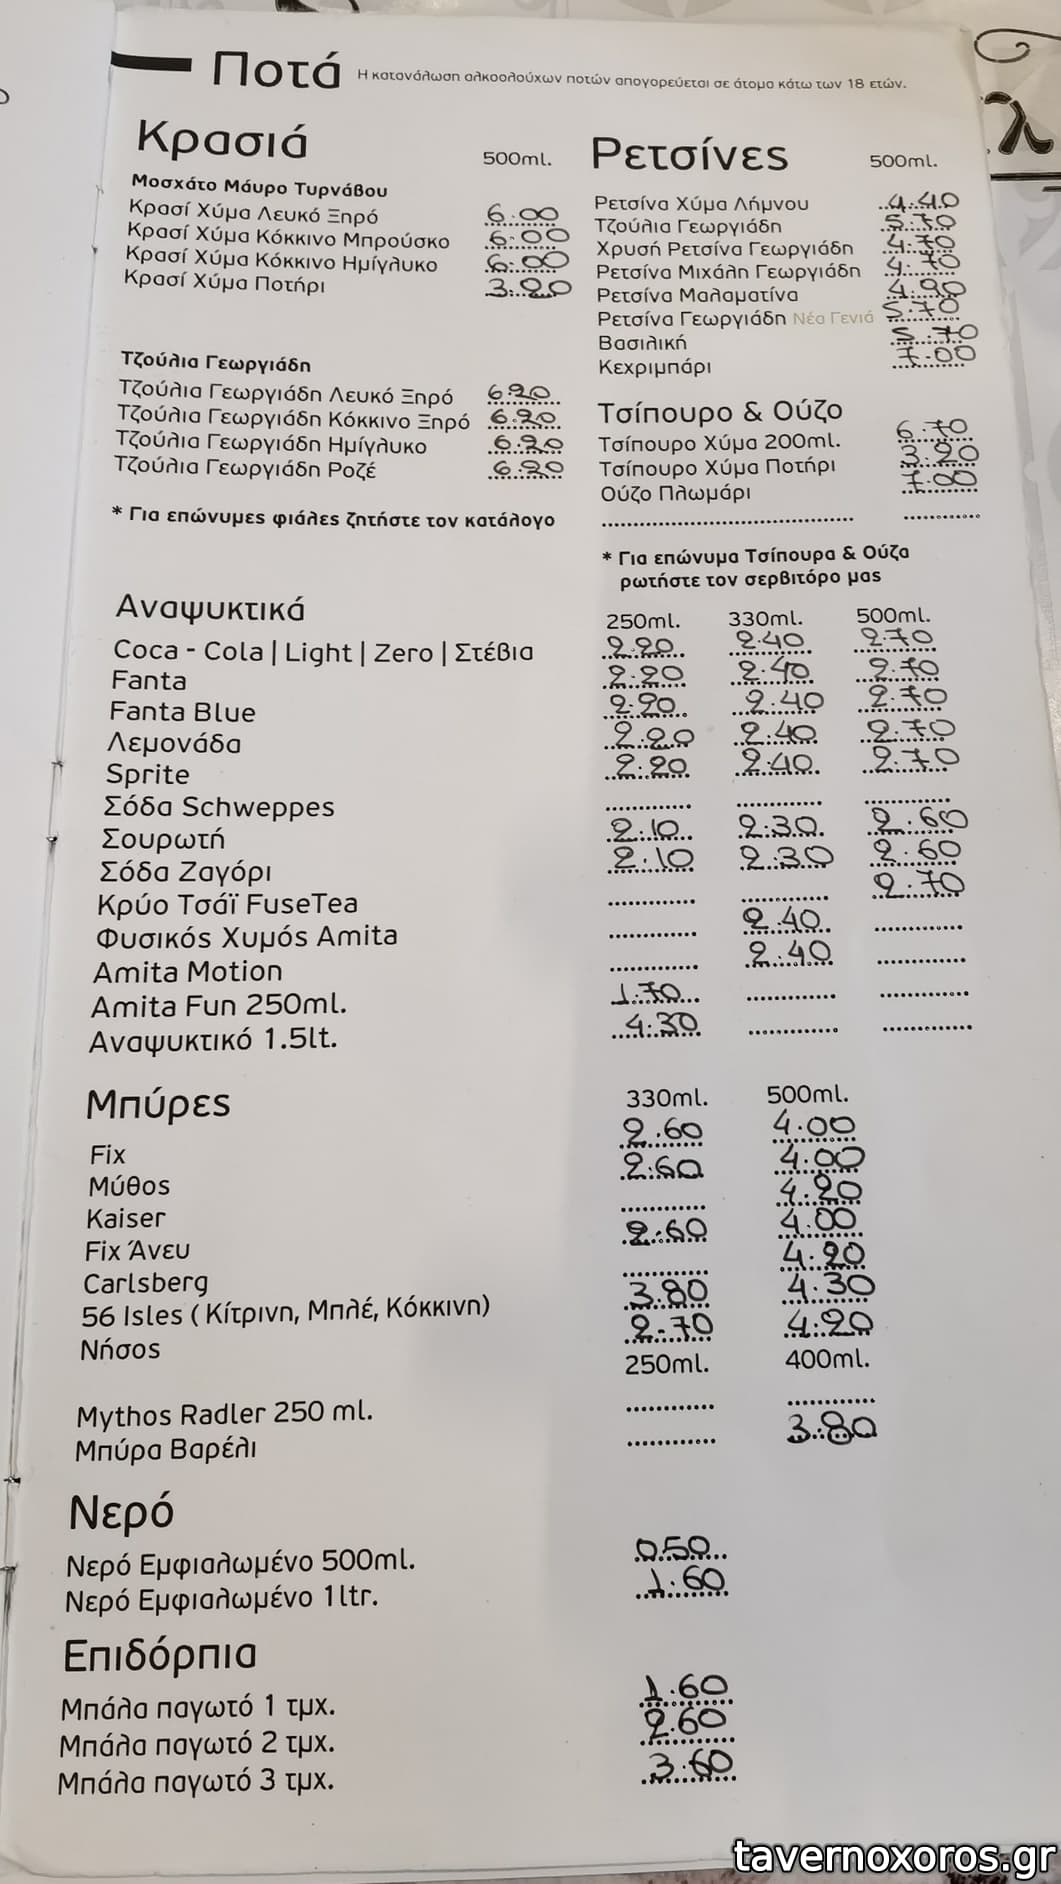 Ποτά Η κατανάλωση αλκοολούχων ποτών απογορεύεται σε άτομα κάτω των 18 ετών.
Κρασιά 500ml.
Μοσχάτο Μάυρο Τυρνάβου
Κρασί Χύμα Λευκό Ξηρό 6.00
Κρασί Χύμα Κόκκινο Μπρούσκο 6.00
Κρασί Χύμα Κόκκινο Ημίγλυκο 6.00
Κρασί Χύμα Ποτήρι 3.20
Τζούλια Γεωργιάδη
Τζούλια Γεωργιάδη Λευκό Ξηρό 6.20
Τζούλια Γεωργιάδη Κόκκινο Ξηρό 6.20
Τζούλια Γεωργιάδη Ημίγλυκο 6.20
Τζούλια Γεωργιάδη Ροζέ 6.20
* Για επώνυμες φιάλες ζητήστε τον κατάλογο
Ρετσίνες 500ml.
Ρετσίνα Χύμα Λήμνου 4.40
Τζούλια Γεωργιάδη 5.70
Χρυσή Ρετσίνα Γεωργιάδη 4.70
Ρετσίνα Μιχάλη Γεωργιάδη 4.70
Ρετσίνα Μαλαματίνα 4.90
Ρετσίνα Γεωργιάδη Νέα Γενιά 5.70
Βασιλική 5.70
Κεχριμπάρι 7.00
Τσίπουρο & Ούζο
Τσίπουρο Χύμα 200ml. 6.70
Τσίπουρο Χύμα Ποτήρι 3.20
Ούζο Πλωμάρι 7.00
* Για επώνυμα Τσίπουρα & Ούζα
ρωτήστε τον σερβιτόρο μας
Αναψυκτικά 250ml. 330ml. 500ml.
Coca - Cola | Light | Zero | Στέβια 2.20 2.40 2.70
Fanta 2.20 2.40 2.70
Fanta Blue 2.20 2.40 2.70
Λεμονάδα 2.20 2.40 2.70
Sprite 2.20 2.40 2.70
Σόδα Schweppes
Σουρωτή 2.10 2.30 2.60
Σόδα Ζαγόρι 2.10 2.30 2.60
Κρύο Τσάϊ FuseTea 2.70
Φυσικός Χυμός Amita 2.40
Amita Motion 2.40
Amita Fun 250ml. 1.70
Αναψυκτικό 1.5lt. 4.30
Μπύρες 330ml. 500ml.
Fix 2.60 4.00
Μύθος 2.60 4.00
Kaiser 4.20
Fix Άνευ 2.60 4.00
Carlsberg 4.20
56 Isles ( Κίτρινη, Μπλέ, Κόκκινη) 3.80 4.30
Νήσος 2.70 4.20
250ml. 400ml.
Mythos Radler 250 ml.
Μπύρα Βαρέλι 3.80
Νερό
Νερό Εμφιαλωμένο 500ml. 0.50
Νερό Εμφιαλωμένο 1ltr. 1.60
Επιδόρπια
Μπάλα παγωτό 1 τμχ. 1.60
Μπάλα παγωτό 2 τμχ. 2.60
Μπάλα παγωτό 3 τμχ. 3.60
tavernoxoros.gr